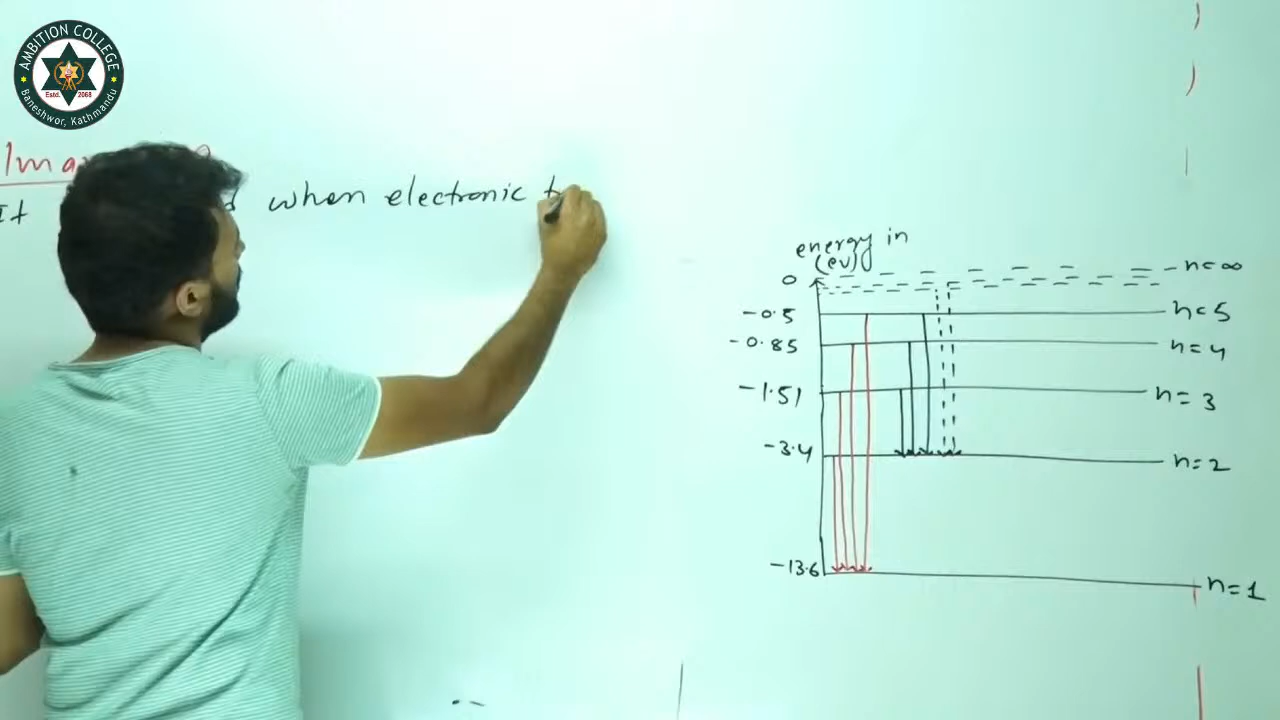 AMBITION COLLEGE
Estd. 2068
Baneshwor, Kathmandu
It when electronic
energy in
(ev)
0
n=∞
-0.5
n=5
-0.85
n=4
-1.51
n=3
-3.4
n=2
-13.6
n=1